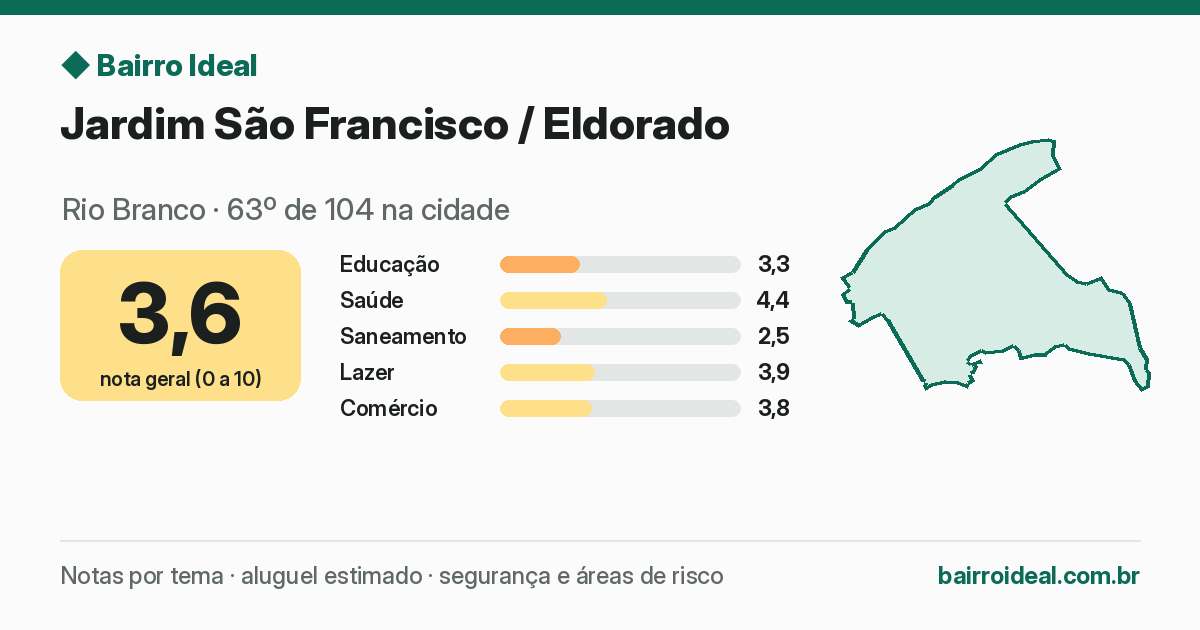 Bairro Ideal
Jardim São Francisco / Eldorado
Rio Branco · 63º de 104 na cidade
3,6
nota geral (0 a 10)
Educação 3,3
Saúde 4,4
Saneamento 2,5
Lazer 3,9
Comércio 3,8
Notas por tema · aluguel estimado · segurança e áreas de risco
bairroideal.com.br